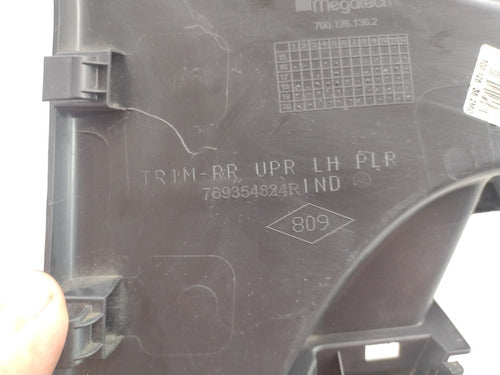 Megatech
700.126.136.2
TRIM-RR UPR LH PLR
769354824R IND
809